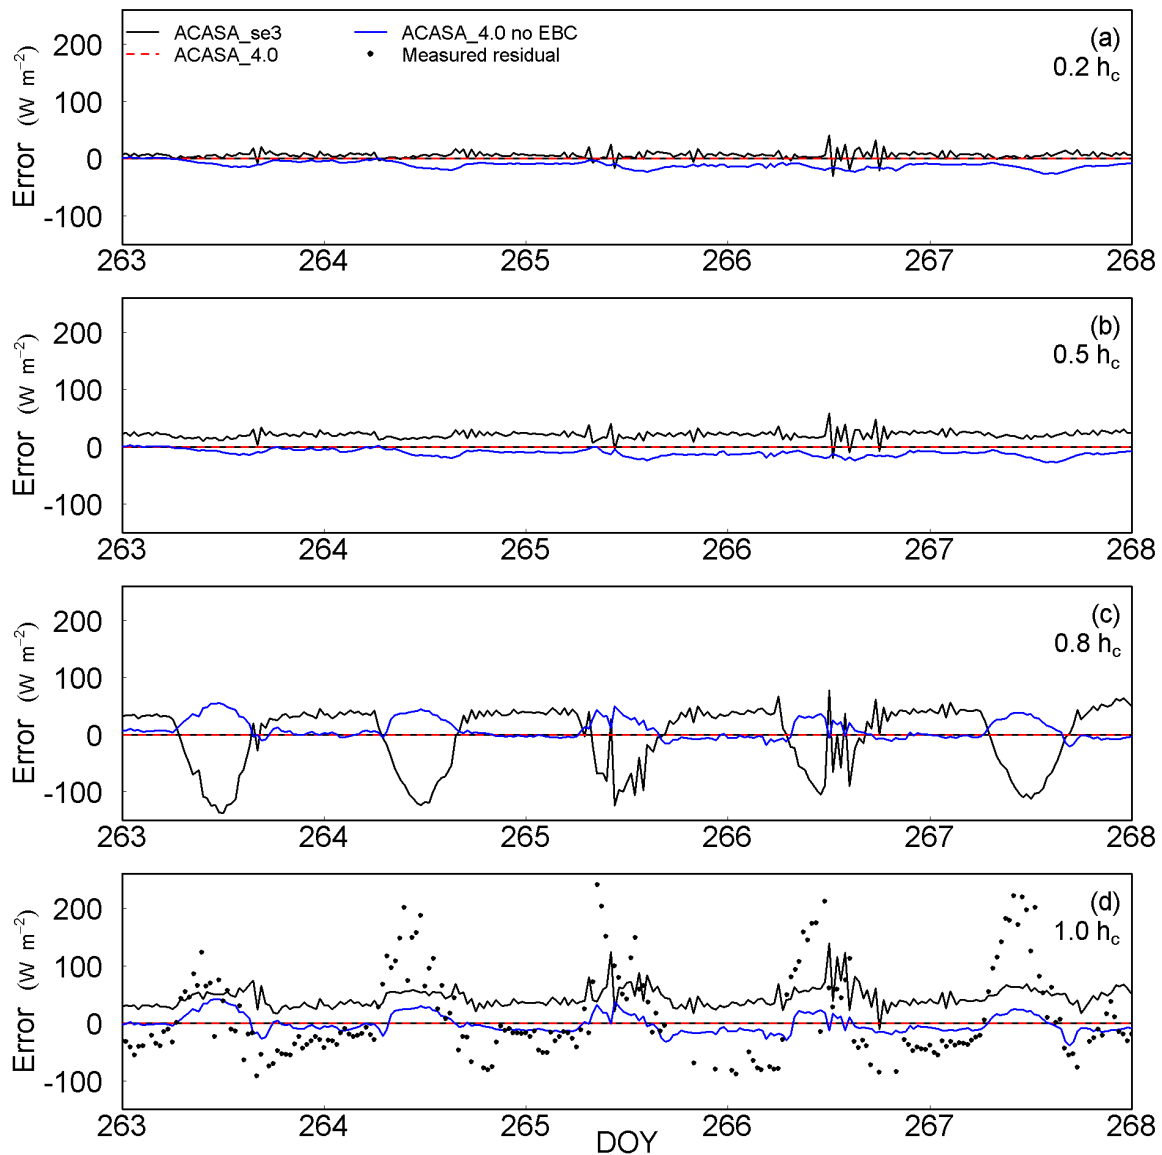 ACASA_se3 ACASA_4.0 no EBC
ACASA_4.0 Measured residual
(a)
0.2 hc
Error (W m−2)
200
100
0
-100
263 264 265 266 267 268
(b)
0.5 hc
Error (W m−2)
200
100
0
-100
263 264 265 266 267 268
(c)
0.8 hc
Error (W m−2)
200
100
0
-100
263 264 265 266 267 268
(d)
1.0 hc
Error (W m−2)
200
100
0
-100
263 264 265 266 267 268
DOY